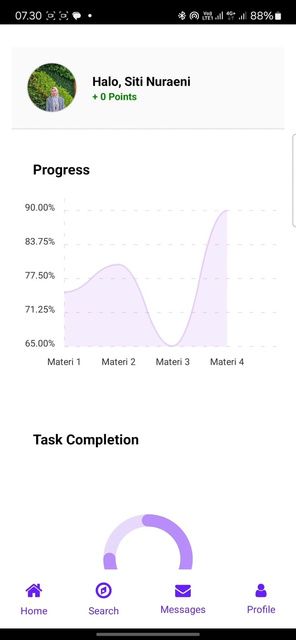 07.30 88%
Halo, Siti Nuraeni
+ 0 Points
Progress
90.00%
83.75%
77.50%
71.25%
65.00%
Materi 1 Materi 2 Materi 3 Materi 4
Task Completion
Home Search Messages Profile